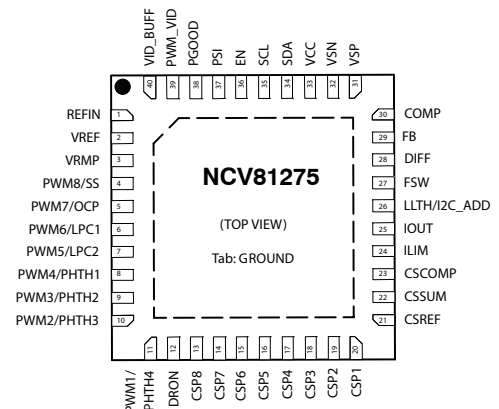 VID_BUFF
PWM_VID
PGOOD
PSI
EN
SCL
SDA
VCC
VSN
VSP
40
39
38
37
36
35
34
33
32
31
REFIN 1
VREF 2
VRMP 3
PWM8/SS 4
PWM7/OCP 5
PWM6/LPC1 6
PWM5/LPC2 7
PWM4/PHTH1 8
PWM3/PHTH2 9
PWM2/PHTH3 10
NCV81275
(TOP VIEW)
Tab: GROUND
30 COMP
29 FB
28 DIFF
27 FSW
26 LLTH/I2C_ADD
25 IOUT
24 ILIM
23 CSCOMP
22 CSSUM
21 CSREF
11
12
13
14
15
16
17
18
19
20
PWM1/
PHTH4
DRON
CSP8
CSP7
CSP6
CSP5
CSP4
CSP3
CSP2
CSP1